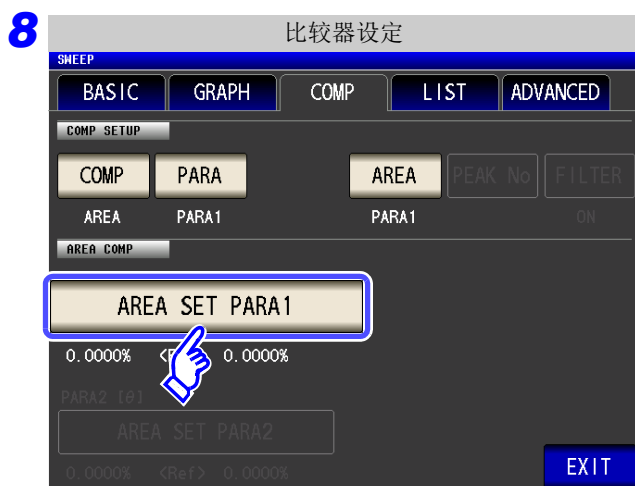 8
比较器设定
SWEEP
BASIC GRAPH COMP LIST ADVANCED
COMP SETUP
COMP PARA AREA PEAK No FILTER
AREA PARA1 PARA1 ON
AREA COMP
AREA SET PARA1
0.0000% 0.0000%
PARA2 [θ]
AREA SET PARA2
0.0000% <Ref> 0.0000%
EXIT